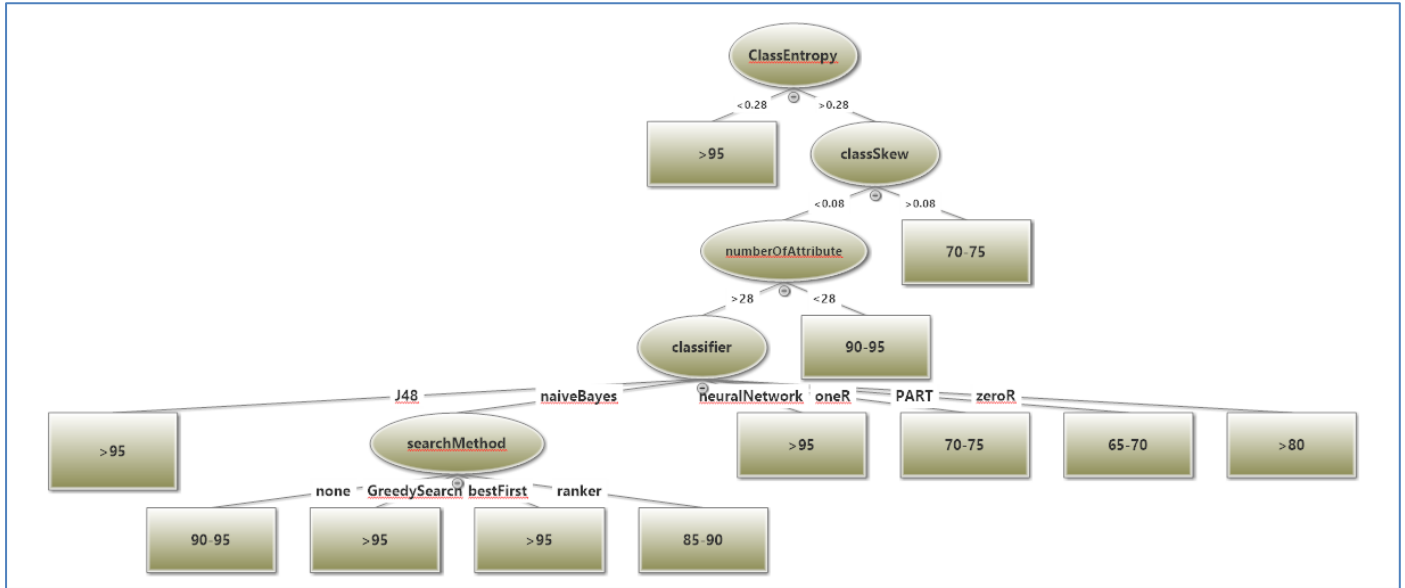 ClassEntropy
<0.28 >0.28
>95 classSkew
<0.08 >0.08
numberOfAttribute 70-75
>28 <28
classifier 90-95
J48 naiveBayes neuralNetwork oneR PART zeroR
>95 searchMethod >95 70-75 65-70 >80
none GreedySearch bestFirst ranker
90-95 >95 >95 85-90